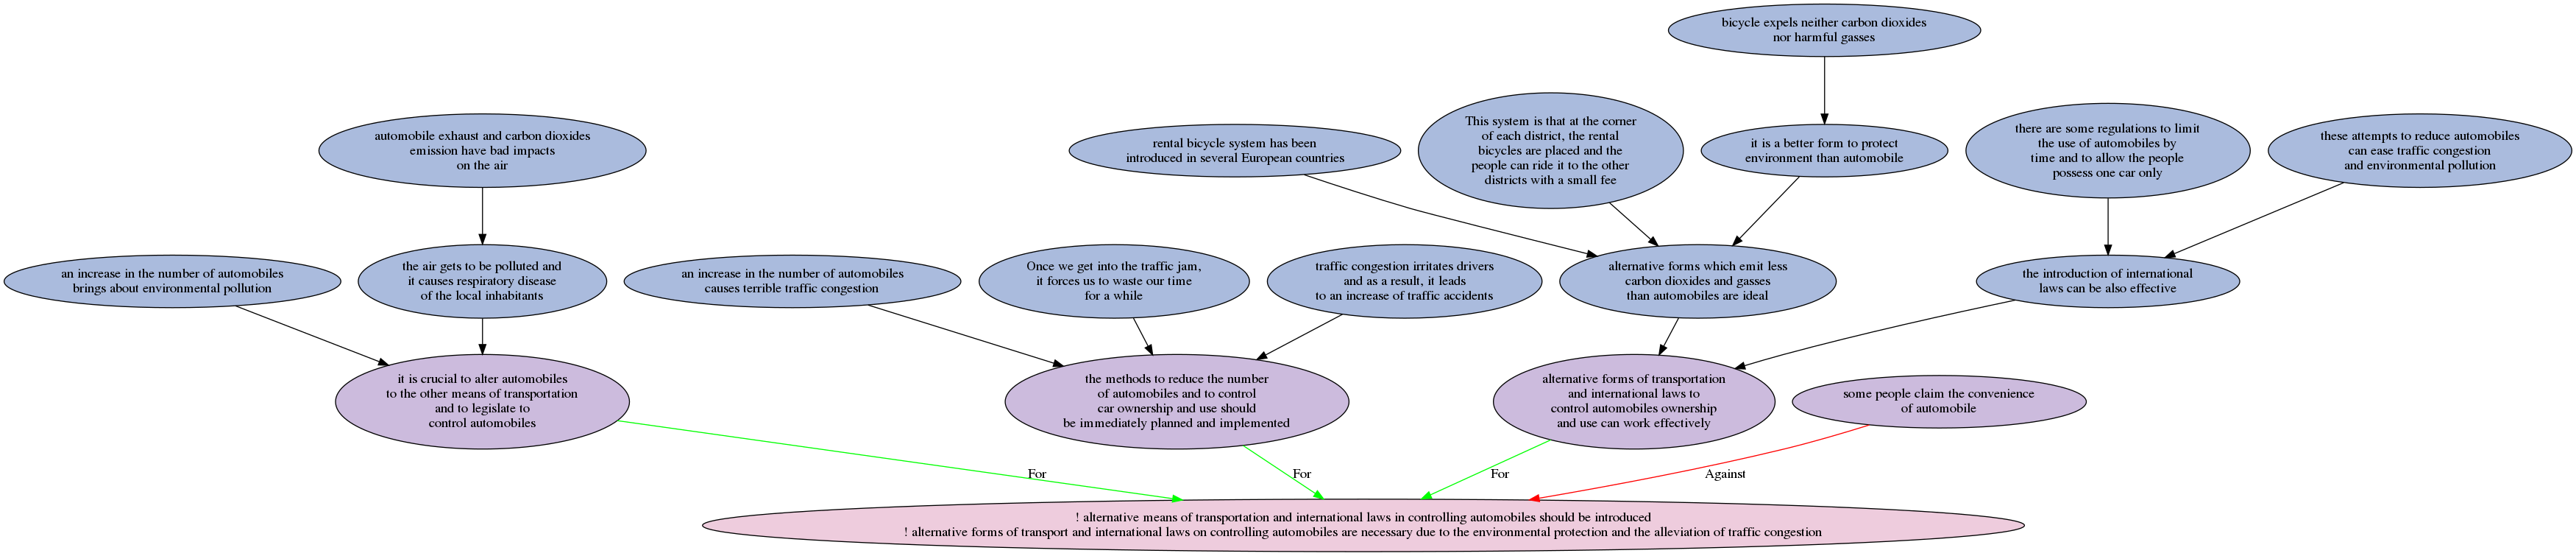 bicycle expels neither carbon dioxides
nor harmful gasses
automobile exhaust and carbon dioxides
emission have bad impacts
on the air
rental bicycle system has been
introduced in several European countries
This system is that at the corner
of each district, the rental
bicycles are placed and the
people can ride it to the other
districts with a small fee
it is a better form to protect
environment than automobile
there are some regulations to limit
the use of automobiles by
time and to allow the people
possess one car only
these attempts to reduce automobiles
can ease traffic congestion
and environmental pollution
an increase in the number of automobiles
brings about environmental pollution
the air gets to be polluted and
it causes respiratory disease
of the local inhabitants
an increase in the number of automobiles
causes terrible traffic congestion
Once we get into the traffic jam,
it forces us to waste our time
for a while
traffic congestion irritates drivers
and as a result, it leads
to an increase of traffic accidents
alternative forms which emit less
carbon dioxides and gasses
than automobiles are ideal
the introduction of international
laws can be also effective
it is crucial to alter automobiles
to the other means of transportation
and to legislate to
control automobiles
the methods to reduce the number
of automobiles and to control
car ownership and use should
be immediately planned and implemented
alternative forms of transportation
and international laws to
control automobiles ownership
and use can work effectively
some people claim the convenience
of automobile
For
For
For
Against
! alternative means of transportation and international laws in controlling automobiles should be introduced
! alternative forms of transport and international laws on controlling automobiles are necessary due to the environmental protection and the alleviation of traffic congestion